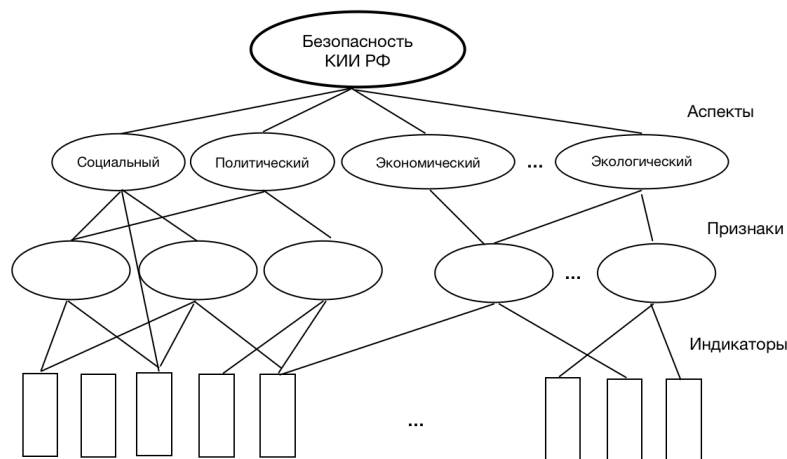 Безопасность
КИИ РФ
Аспекты
Социальный
Политический
Экономический
...
Экологический
Признаки
...
Индикаторы
...